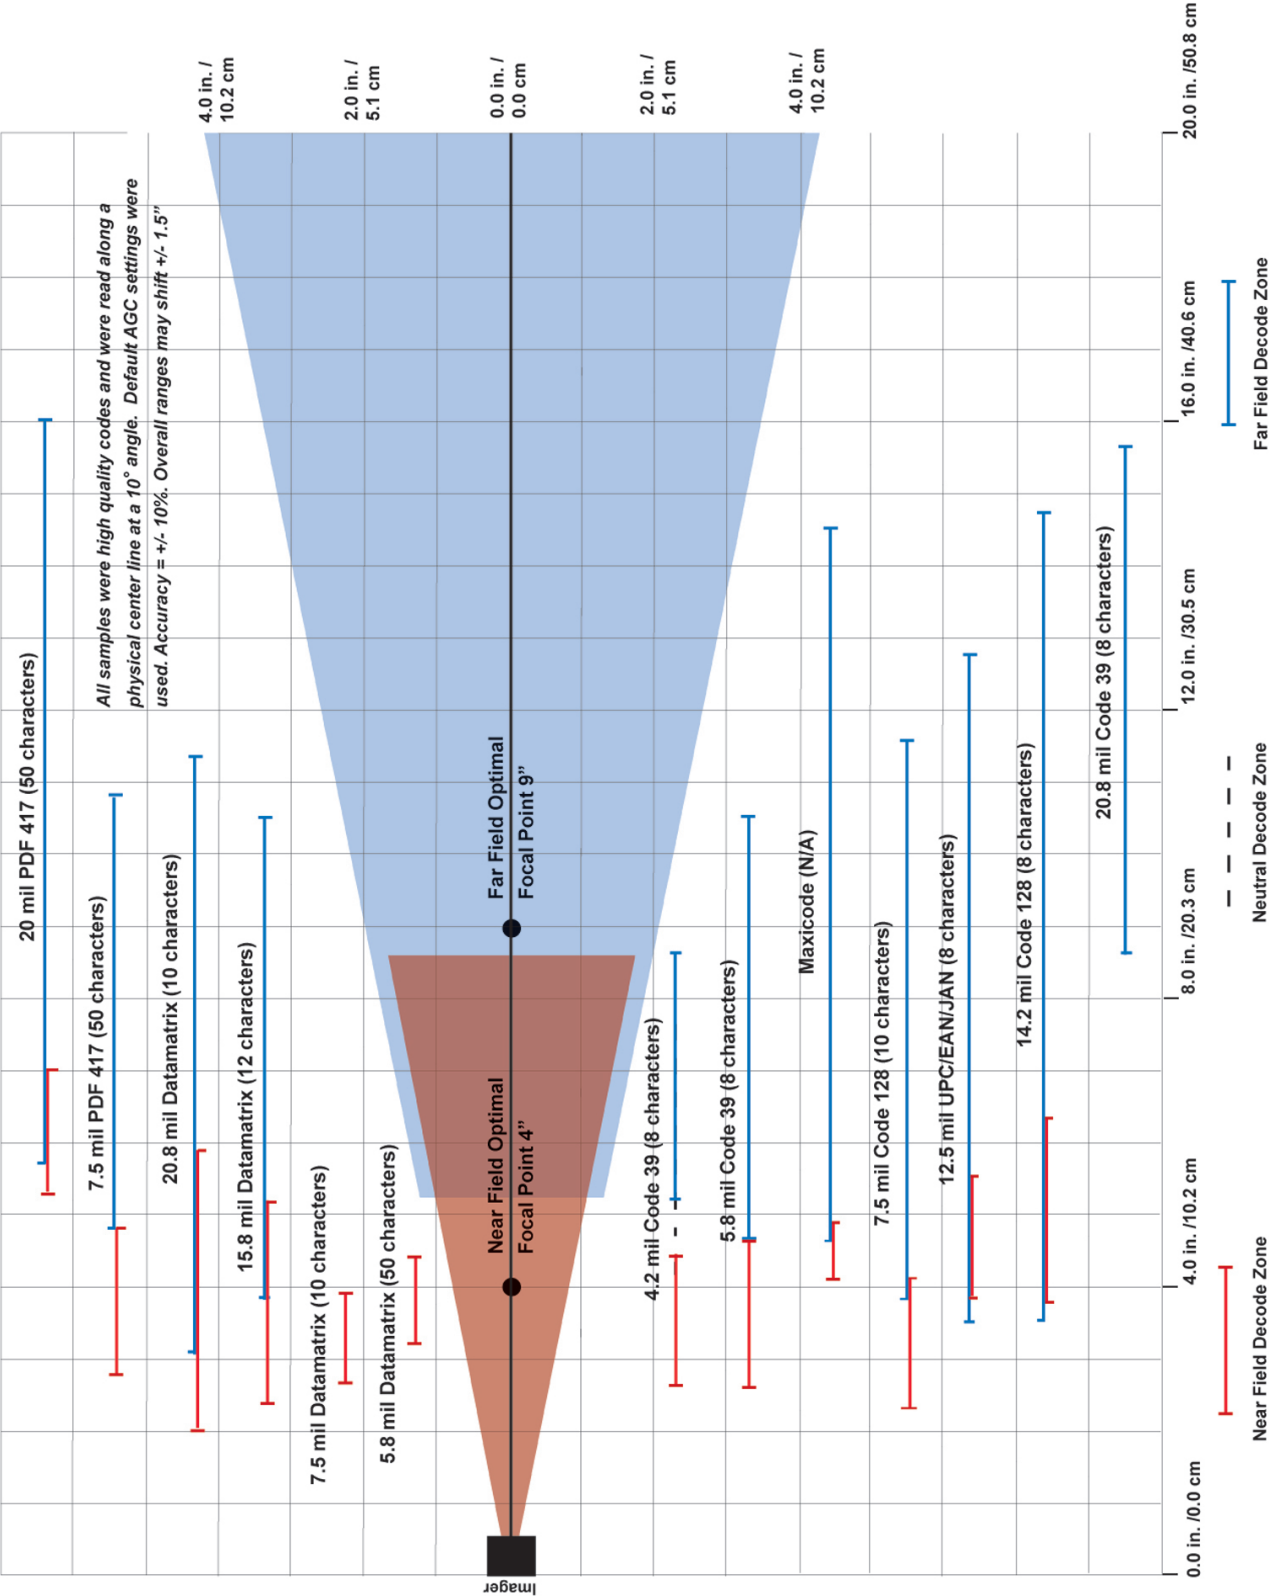 20 mil PDF 417 (50 characters)
All samples were high quality codes and were read along a
physical center line at a 10° angle. Default AGC settings were
used. Accuracy = +/- 10%. Overall ranges may shift +/- 1.5”
7.5 mil PDF 417 (50 characters)
20.8 mil Datamatrix (10 characters)
15.8 mil Datamatrix (12 characters)
7.5 mil Datamatrix (10 characters)
5.8 mil Datamatrix (50 characters)
4.0 in. /
10.2 cm
2.0 in. /
5.1 cm
0.0 in. /
0.0 cm
2.0 in. /
5.1 cm
4.0 in. /
10.2 cm
Imager
Near Field Optimal
Focal Point 4”
Far Field Optimal
Focal Point 9”
4.2 mil Code 39 (8 characters)
5.8 mil Code 39 (8 characters)
Maxicode (N/A)
7.5 mil Code 128 (10 characters)
12.5 mil UPC/EAN/JAN (8 characters)
14.2 mil Code 128 (8 characters)
20.8 mil Code 39 (8 characters)
0.0 in. /0.0 cm
4.0 in. /10.2 cm
8.0 in. /20.3 cm
12.0 in. /30.5 cm
16.0 in. /40.6 cm
20.0 in. /50.8 cm
Near Field Decode Zone
Neutral Decode Zone
Far Field Decode Zone